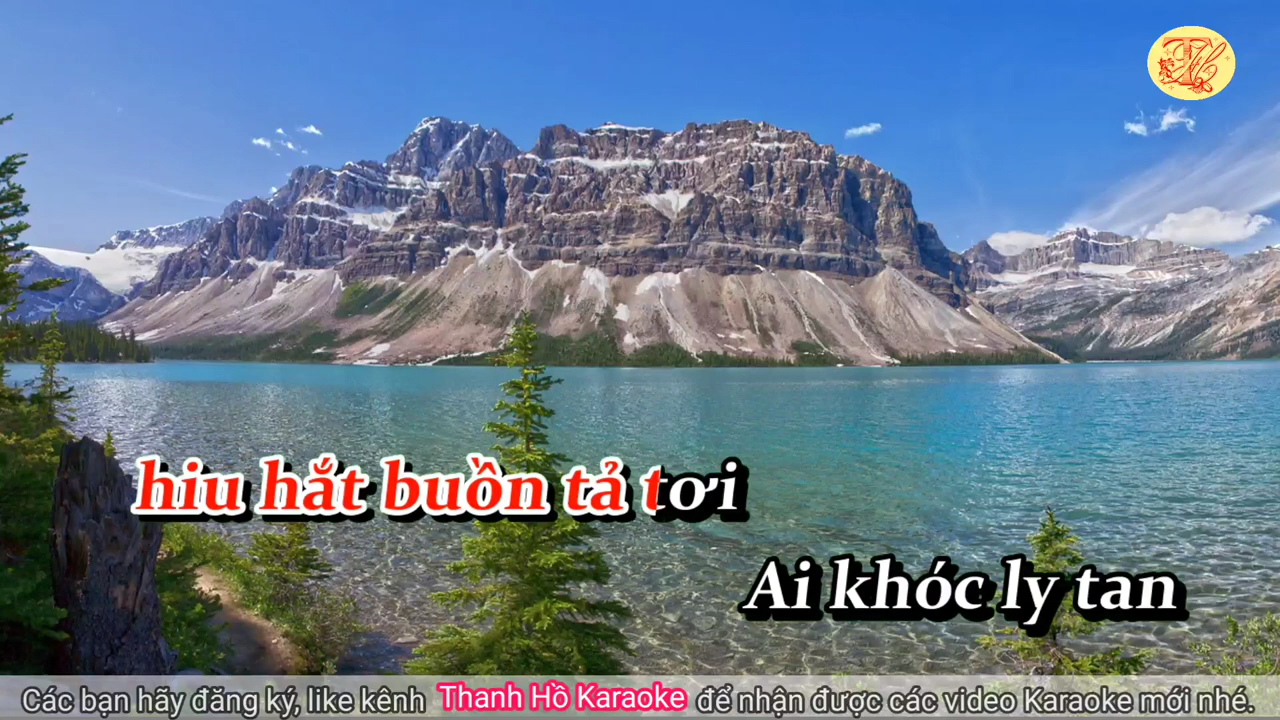 hiu hắt buồn tả tơi
Ai khóc ly tan
Các bạn hãy đăng ký, like kênh Thanh Hồ Karaoke để nhận được các video Karaoke mới nhé.